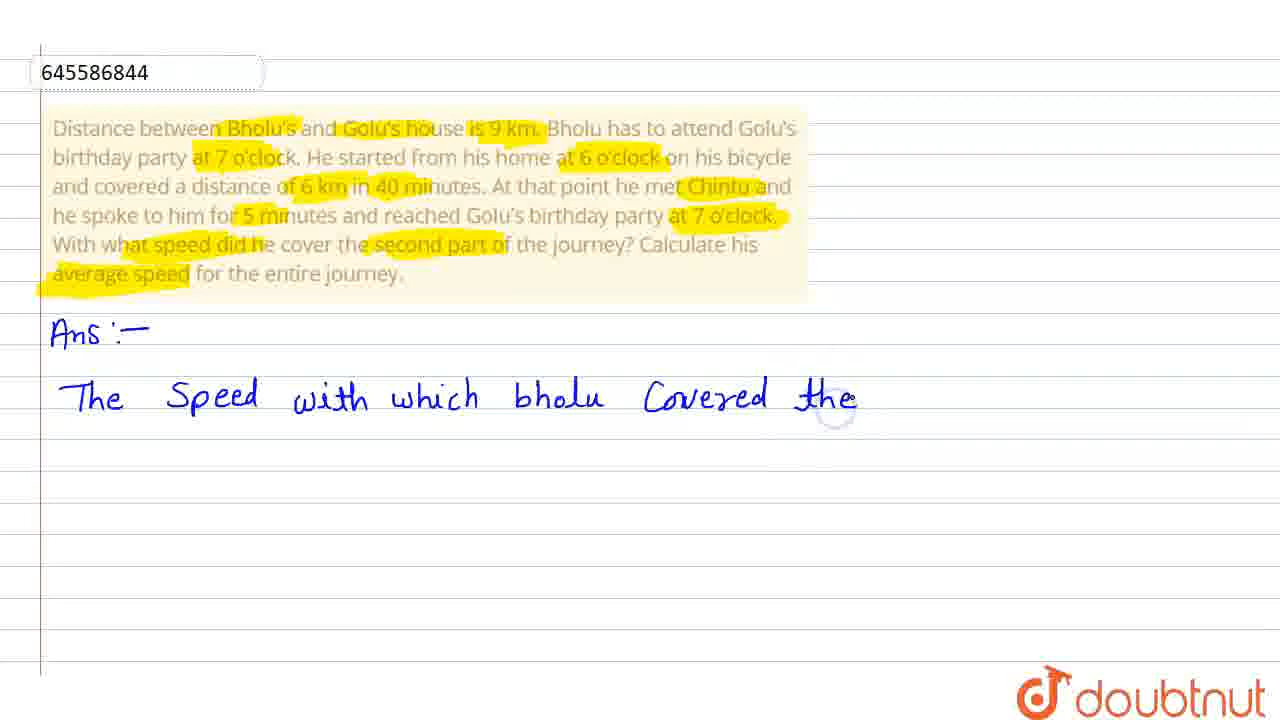 645586844
Distance between Bholu's and Golu's house is 9 km. Bholu has to attend Golu's
birthday party at 7 o'clock. He started from his home at 6 o'clock on his bicycle
and covered a distance of 6 km in 40 minutes. At that point he met Chintu and
he spoke to him for 5 minutes and reached Golu's birthday party at 7 o'clock.
With what speed did he cover the second part of the journey? Calculate his
average speed for the entire journey.
Ans :-
The Speed with which bholu Covered the
doubtnut